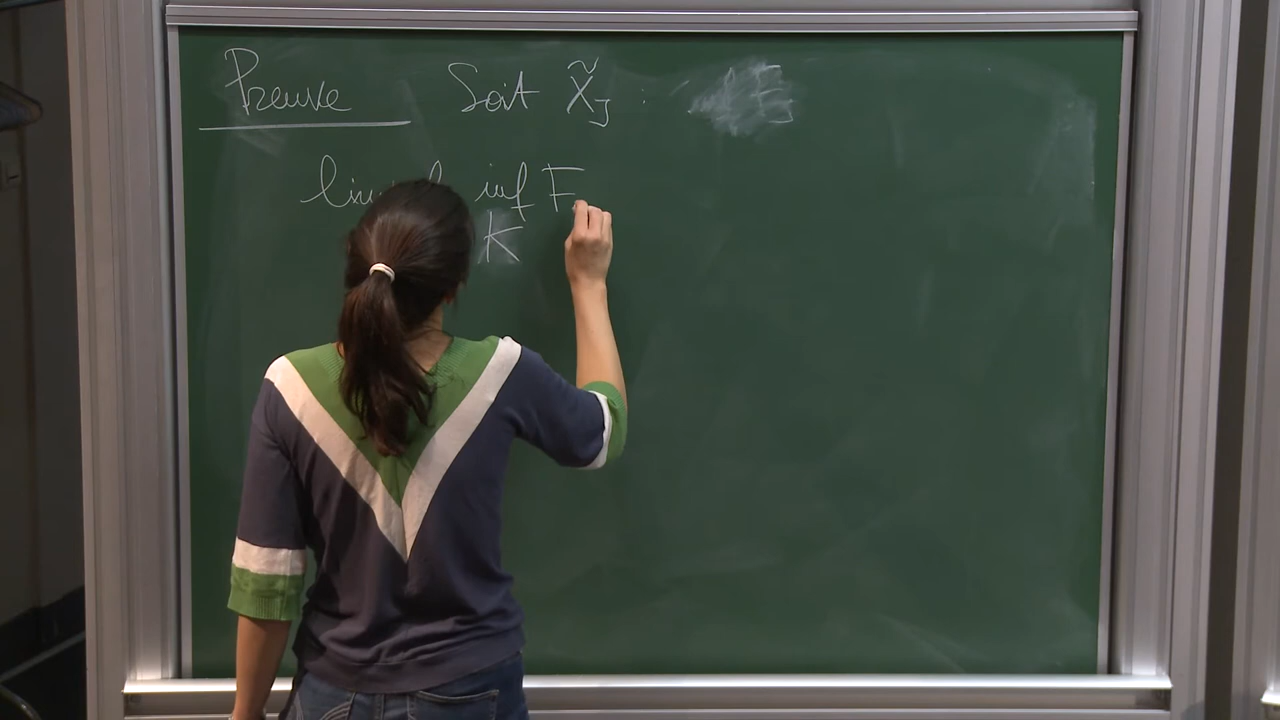 Preuve Soit X̃_J :
inf F
K